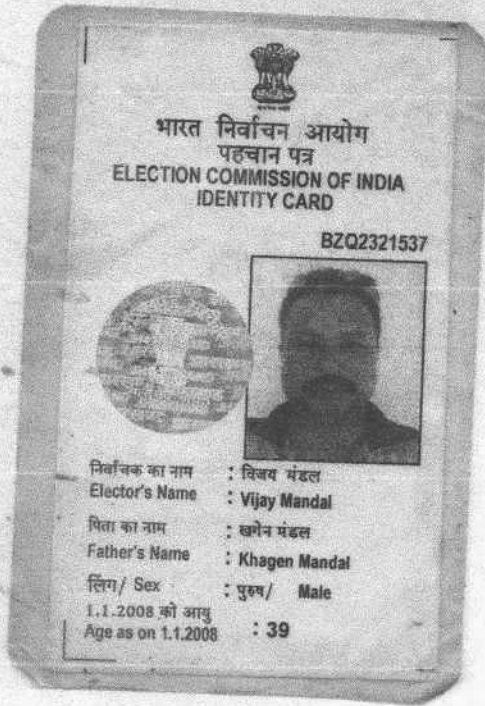 भारत निर्वाचन आयोग
पहचान पत्र
ELECTION COMMISSION OF INDIA
IDENTITY CARD
BZQ2321537
निर्वाचक का नाम : विजय मंडल
Elector's Name : Vijay Mandal
पिता का नाम : खगेन मंडल
Father's Name : Khagen Mandal
लिंग/ Sex : पुरुष/ Male
1.1.2008 को आयु
Age as on 1.1.2008 : 39